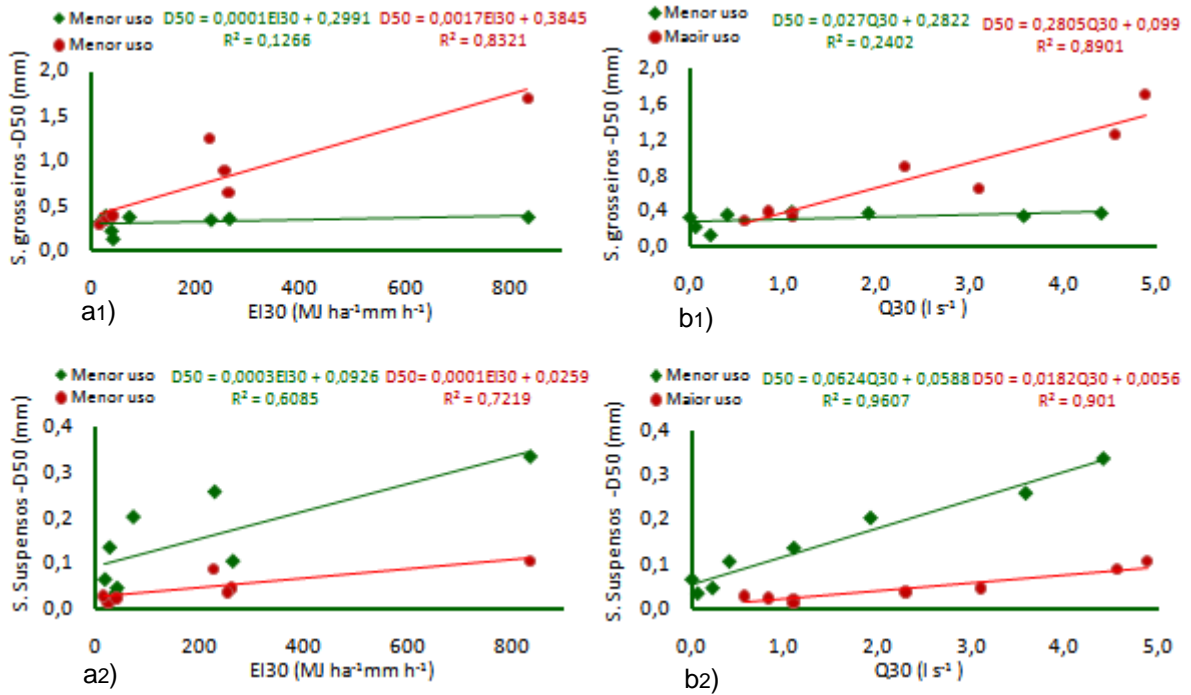 Menor uso D50 = 0,0001EI30 + 0,2991 D50 = 0,0017EI30 + 0,3845
Menor uso R² = 0,1266 R² = 0,8321
S. grosseiros -D50 (mm)
2,0
1,5
1,0
0,5
0,0
0 200 400 600 800
EI30 (MJ ha⁻¹mm h⁻¹)
a1)
Menor uso D50 = 0,027Q30 + 0,2822 D50 = 0,2805Q30 + 0,099
Maoir uso R² = 0,2402 R² = 0,8901
S. grosseiros -D50 (mm)
2,0
1,6
1,2
0,8
0,4
0,0
0,0 1,0 2,0 3,0 4,0 5,0
Q30 (l s⁻¹ )
b1)
Menor uso D50 = 0,0003EI30 + 0,0926 D50= 0,0001EI30 + 0,0259
Menor uso R² = 0,6085 R² = 0,7219
S. Suspensos -D50 (mm)
0,4
0,3
0,2
0,1
0,0
0 200 400 600 800
EI30 (MJ ha⁻¹mm h⁻¹)
a2)
Menor uso D50 = 0,0624Q30 + 0,0588 D50 = 0,0182Q30 + 0,0056
Maior uso R² = 0,9607 R² = 0,901
S. Suspensos -D50 (mm)
0,4
0,3
0,2
0,1
0,0
0,0 1,0 2,0 3,0 4,0 5,0
Q30 (l s⁻¹ )
b2)